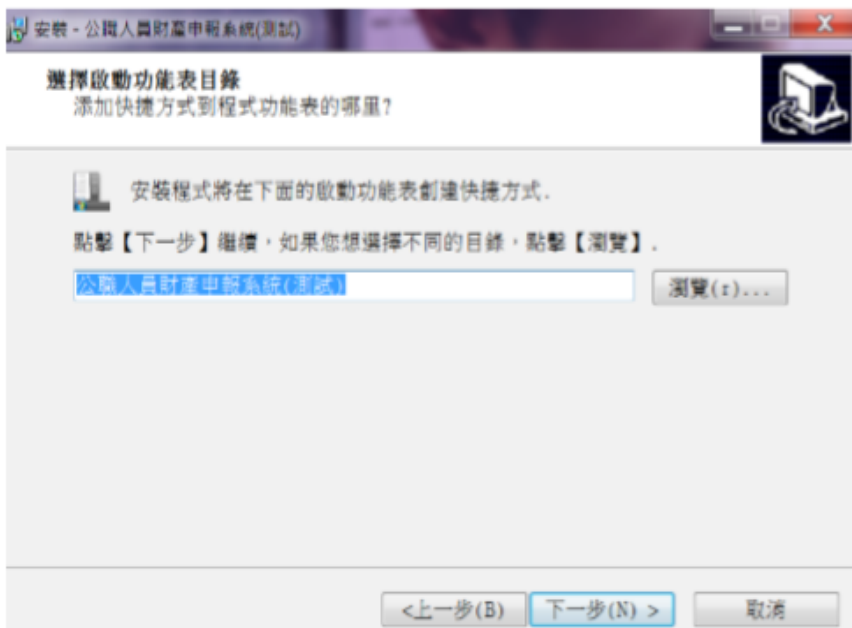 安裝 - 公職人員財產申報系統(測試)
選擇啟動功能表目錄
添加快捷方式到程式功能表的哪里?
安裝程式將在下面的啟動功能表創建快捷方式.
點擊【下一步】繼續，如果您想選擇不同的目錄，點擊【瀏覽】.
公職人員財產申報系統(測試)
瀏覽(r)...
<上一步(B)
下一步(N) >
取消